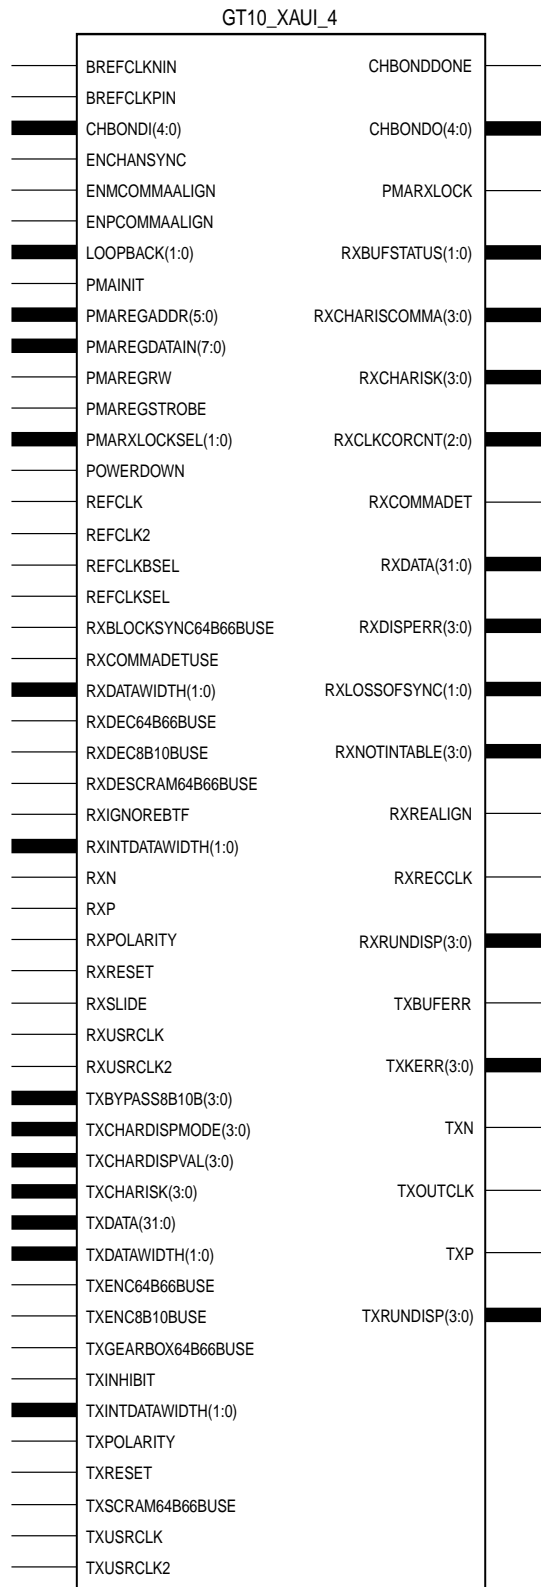 GT10_XAUI_4
BREFCLKNIN
CHBONDDONE
BREFCLKPIN
CHBONDI(4:0)
CHBONDO(4:0)
ENCHANSYNC
ENMCOMMAALIGN
PMARXLOCK
ENPCOMMAALIGN
LOOPBACK(1:0)
RXBUFSTATUS(1:0)
PMAINIT
PMAREGADDR(5:0)
RXCHARISCOMMA(3:0)
PMAREGDATAIN(7:0)
PMAREGRW
RXCHARISK(3:0)
PMAREGSTROBE
PMARXLOCKSEL(1:0)
RXCLKCORCNT(2:0)
POWERDOWN
REFCLK
RXCOMMADET
REFCLK2
REFCLKBSEL
RXDATA(31:0)
REFCLKSEL
RXBLOCKSYNC64B66BUSE
RXDISPERR(3:0)
RXCOMMADETUSE
RXDATAWIDTH(1:0)
RXLOSSOFSYNC(1:0)
RXDEC64B66BUSE
RXDEC8B10BUSE
RXNOTINTABLE(3:0)
RXDESCRAM64B66BUSE
RXIGNOREBTF
RXREALIGN
RXINTDATAWIDTH(1:0)
RXN
RXRECCLK
RXP
RXPOLARITY
RXRUNDISP(3:0)
RXRESET
RXSLIDE
TXBUFERR
RXUSRCLK
RXUSRCLK2
TXKERR(3:0)
TXBYPASS8B10B(3:0)
TXCHARDISPMODE(3:0)
TXN
TXCHARDISPVAL(3:0)
TXCHARISK(3:0)
TXOUTCLK
TXDATA(31:0)
TXDATAWIDTH(1:0)
TXP
TXENC64B66BUSE
TXENC8B10BUSE
TXRUNDISP(3:0)
TXGEARBOX64B66BUSE
TXINHIBIT
TXINTDATAWIDTH(1:0)
TXPOLARITY
TXRESET
TXSCRAM64B66BUSE
TXUSRCLK
TXUSRCLK2